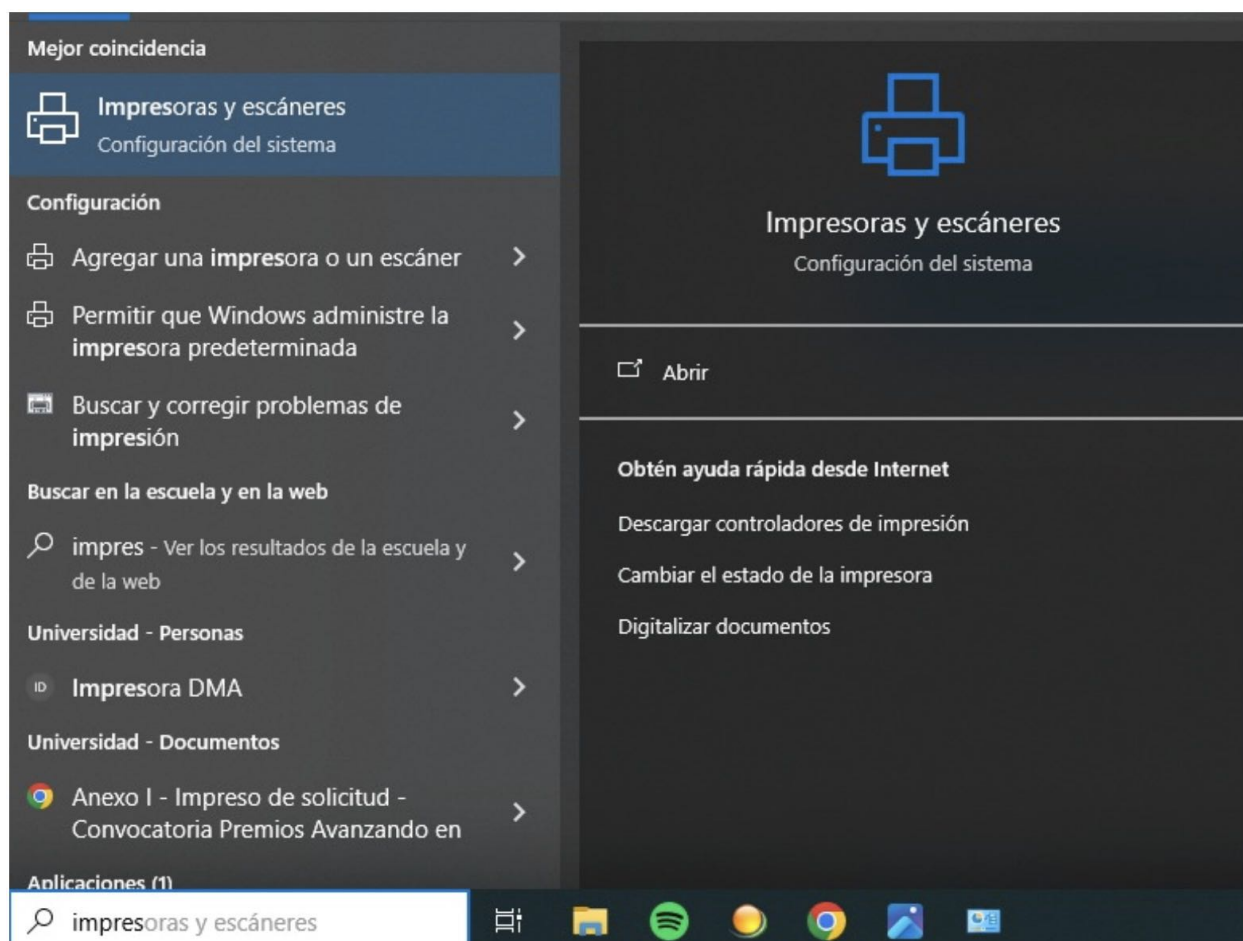 Mejor coincidencia
Impresoras y escáneres
Configuración del sistema
Configuración
Agregar una impresora o un escáner
Permitir que Windows administre la
impresora predeterminada
Buscar y corregir problemas de
impresión
Buscar en la escuela y en la web
impres - Ver los resultados de la escuela y
de la web
Universidad - Personas
ID Impresora DMA
Universidad - Documentos
Anexo I - Impreso de solicitud -
Convocatoria Premios Avanzando en
Aplicaciones (1)
impresoras y escáneres
Impresoras y escáneres
Configuración del sistema
Abrir
Obtén ayuda rápida desde Internet
Descargar controladores de impresión
Cambiar el estado de la impresora
Digitalizar documentos